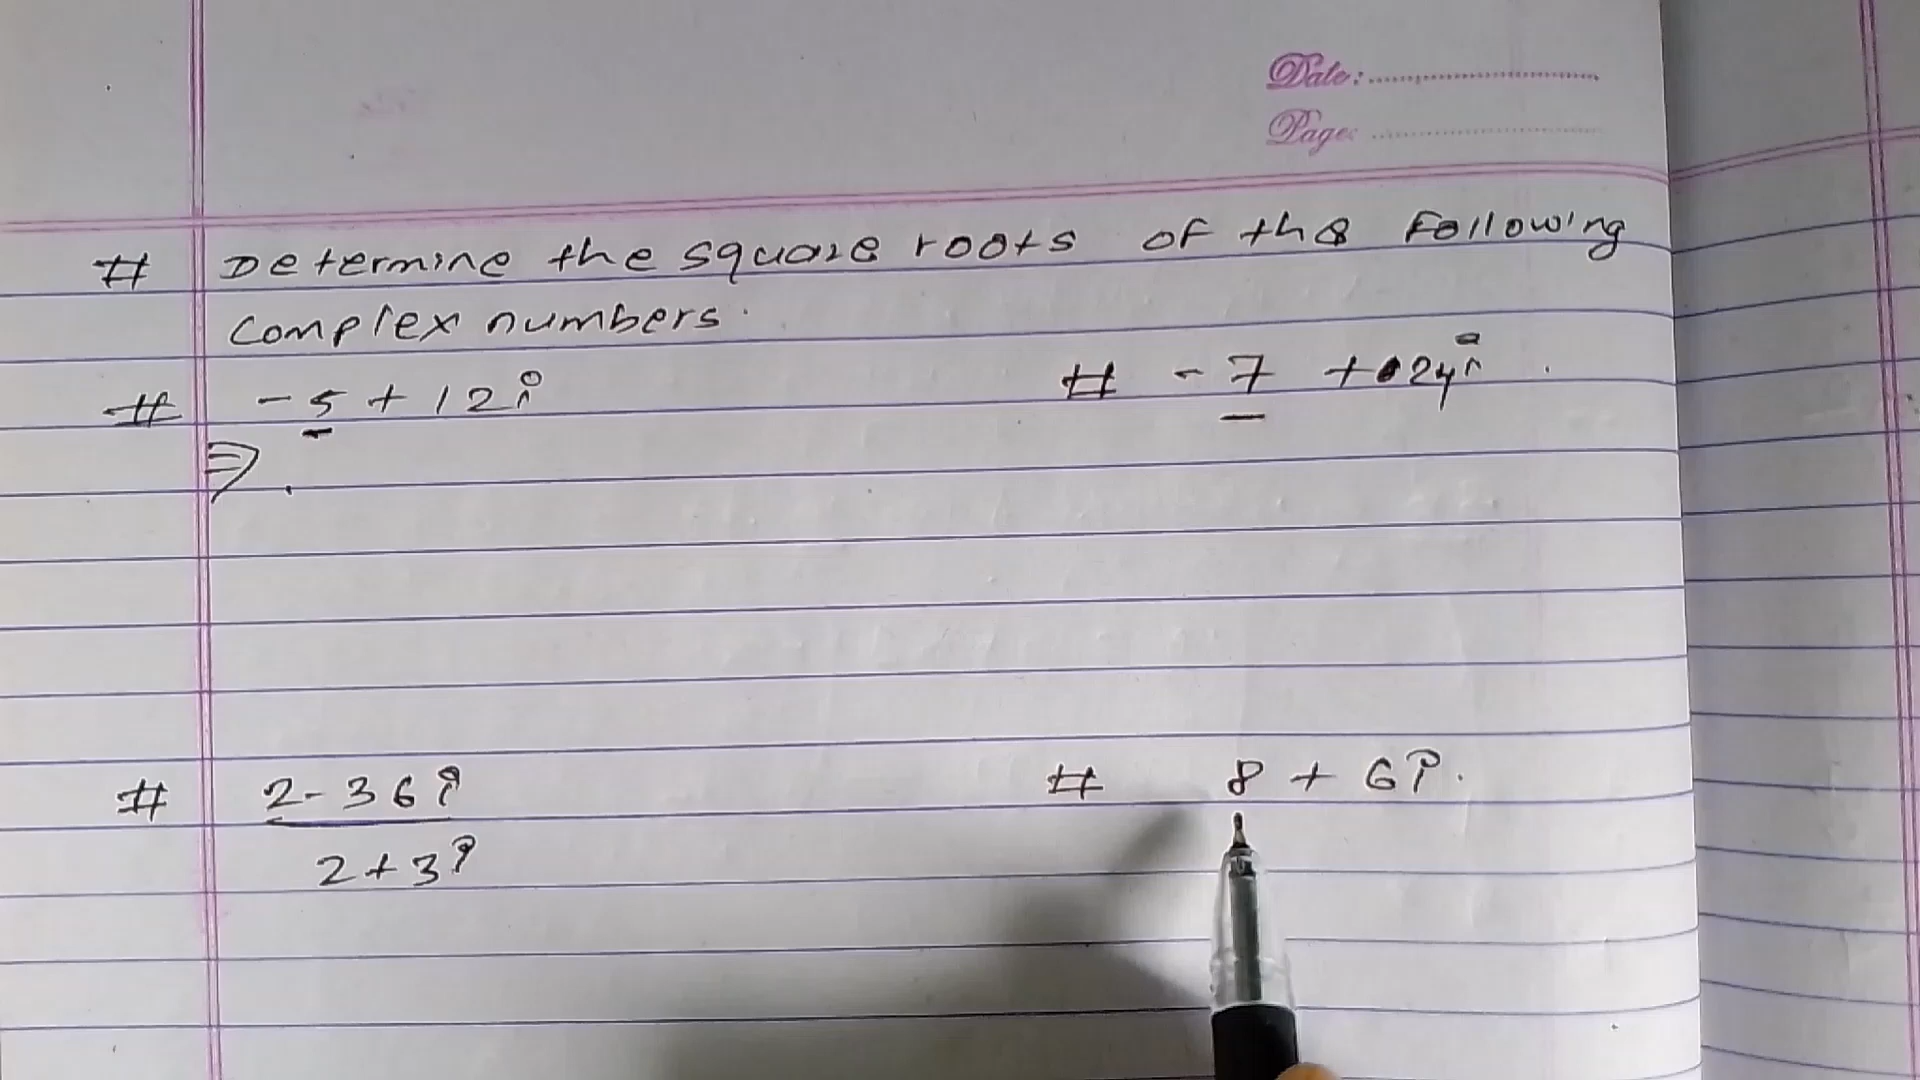 Date:
Page:
# Determine the square roots of the following
complex numbers.
# -5 + 12i
# -7 + 24i.
⇒.
# 2-36i
2+3i
# 8 + 6i.